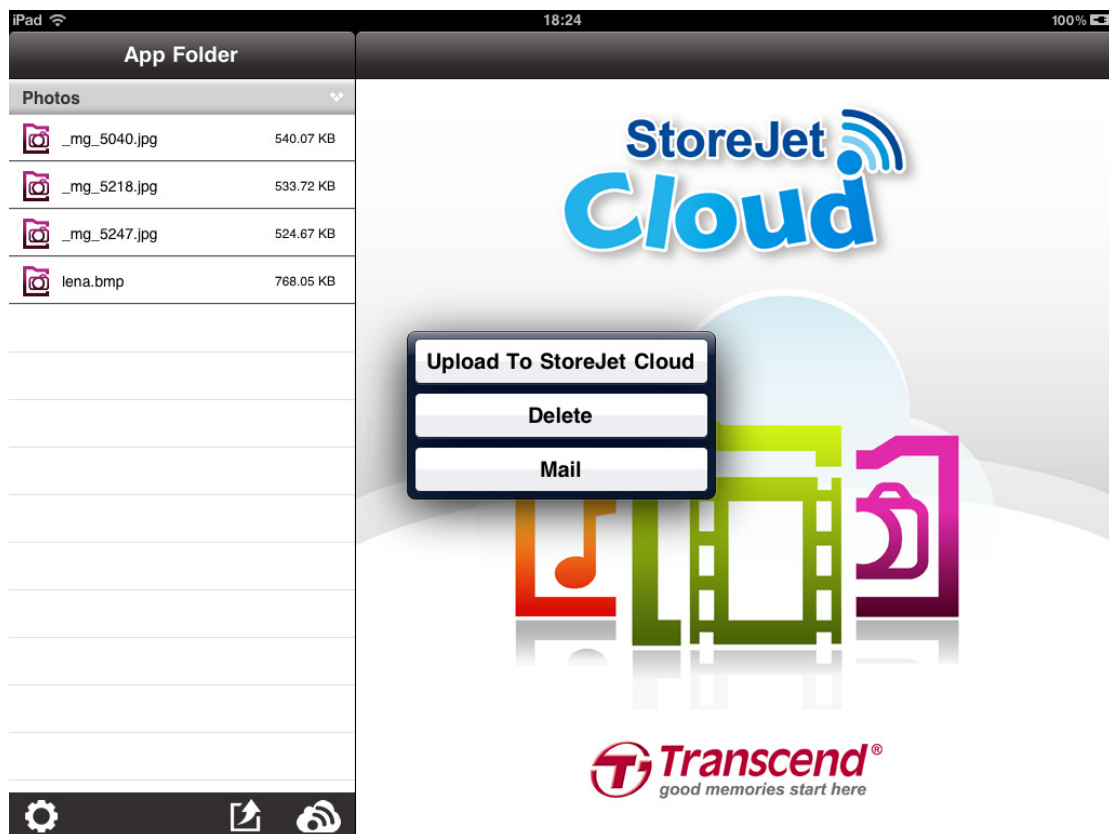 iPad 18:24 100%
App Folder
Photos
_mg_5040.jpg 540.07 KB
_mg_5218.jpg 533.72 KB
_mg_5247.jpg 524.67 KB
lena.bmp 768.05 KB
StoreJet
Cloud
Upload To StoreJet Cloud
Delete
Mail
Transcend®
good memories start here